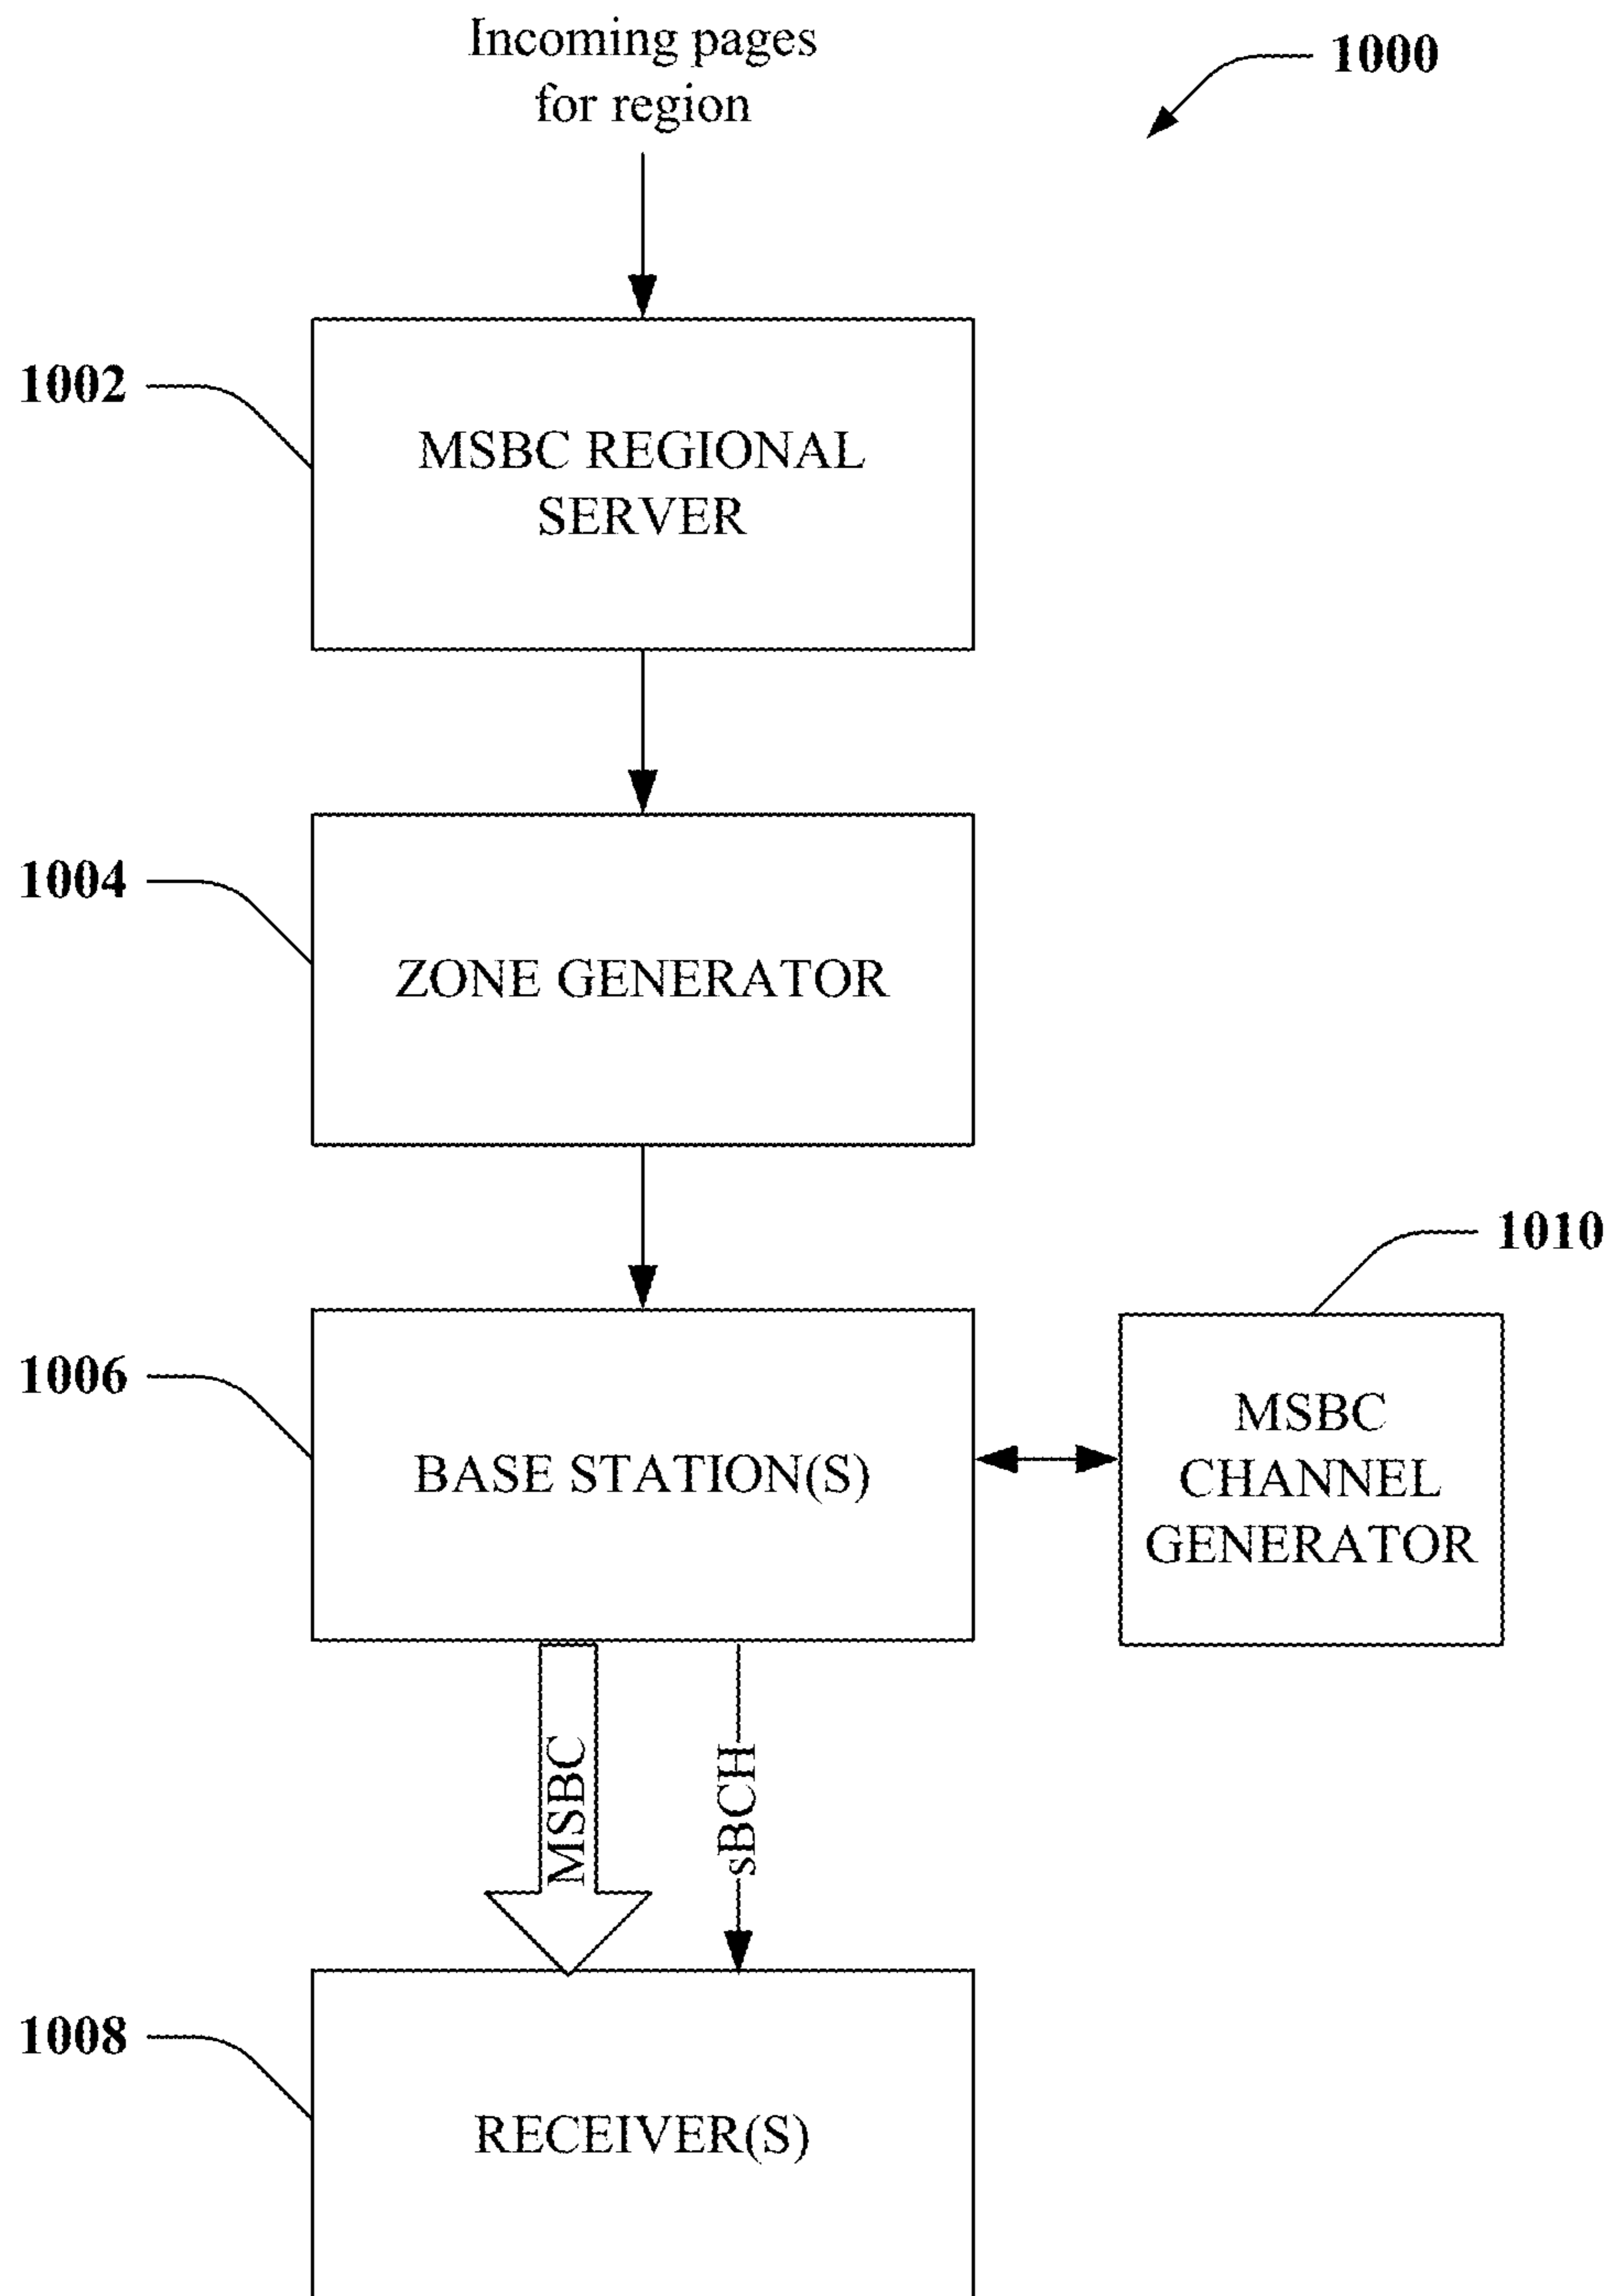 Incoming pages
for region
1000
1002
MSBC REGIONAL
SERVER
1004
ZONE GENERATOR
1010
1006
BASE STATION(S)
MSBC
CHANNEL
GENERATOR
MSBC
sBCH
1008
RECEIVER(S)